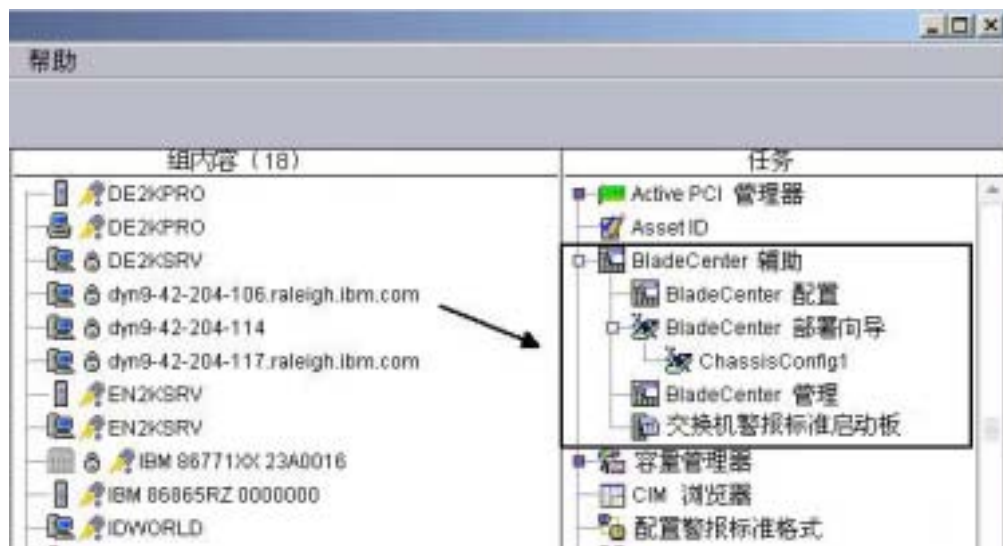 帮助
组内容（18）
DE2KPRO
DE2KPRO
DE2KSRV
dyn9-42-204-106.raleigh.ibm.com
dyn9-42-204-114
dyn9-42-204-117.raleigh.ibm.com
EN2KSRV
EN2KSRV
IBM 86771XX 23A0016
IBM 86865RZ 0000000
IDWORLD
任务
Active PCI 管理器
Asset ID
BladeCenter 辅助
BladeCenter 配置
BladeCenter 部署向导
ChassisConfig1
BladeCenter 管理
交换机警报标准启动板
容量管理器
CIM 浏览器
配置警报标准格式